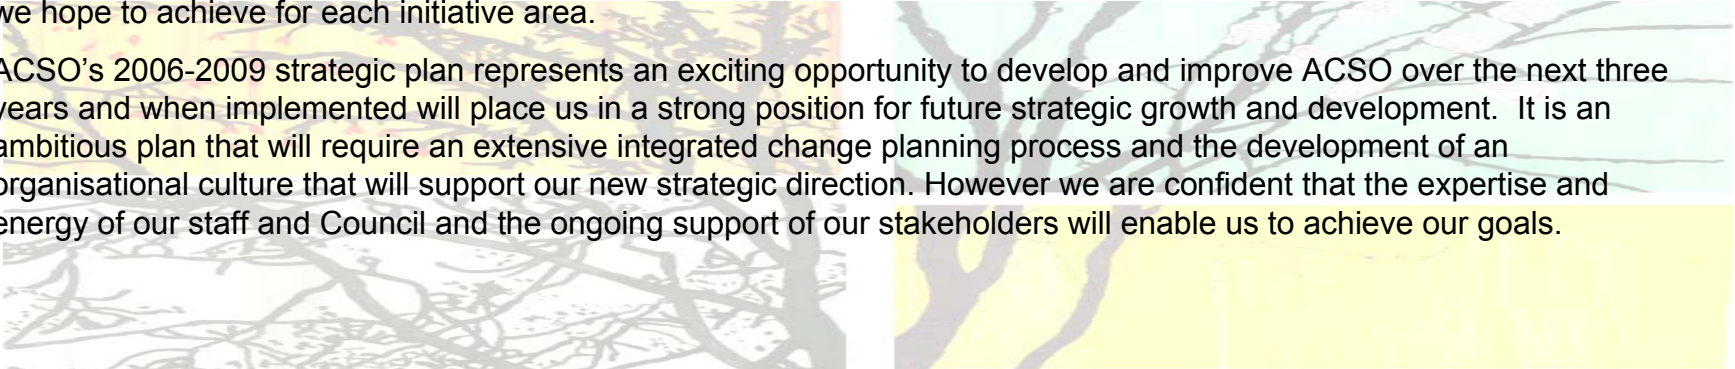 we hope to achieve for each initiative area.
ACSO's 2006-2009 strategic plan represents an exciting opportunity to develop and improve ACSO over the next three
years and when implemented will place us in a strong position for future strategic growth and development.  It is an
ambitious plan that will require an extensive integrated change planning process and the development of an
organisational culture that will support our new strategic direction. However we are confident that the expertise and
energy of our staff and Council and the ongoing support of our stakeholders will enable us to achieve our goals.